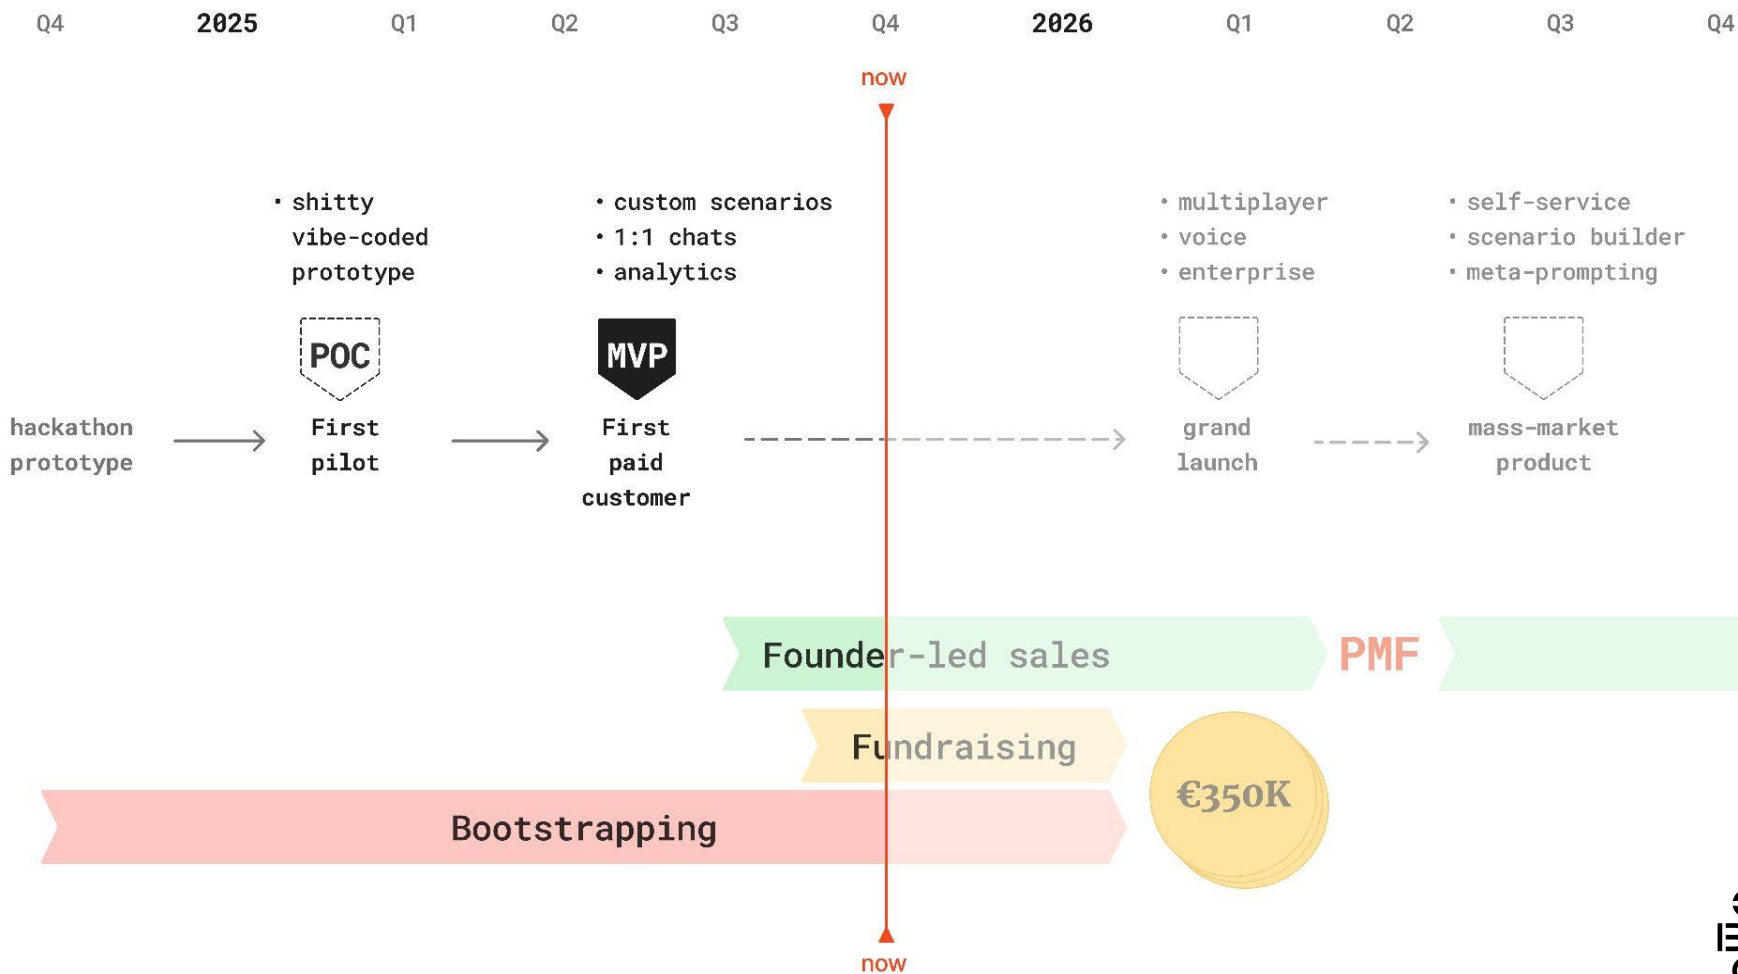 Q4 2025 Q1 Q2 Q3 Q4 2026 Q1 Q2 Q3 Q4
now
• shitty
vibe-coded
prototype
• custom scenarios
• 1:1 chats
• analytics
• multiplayer
• voice
• enterprise
• self-service
• scenario builder
• meta-prompting
POC
MVP
hackathon
prototype
First
pilot
First
paid
customer
grand
launch
mass-market
product
Founder-led sales
PMF
Fundraising
€350K
Bootstrapping
now